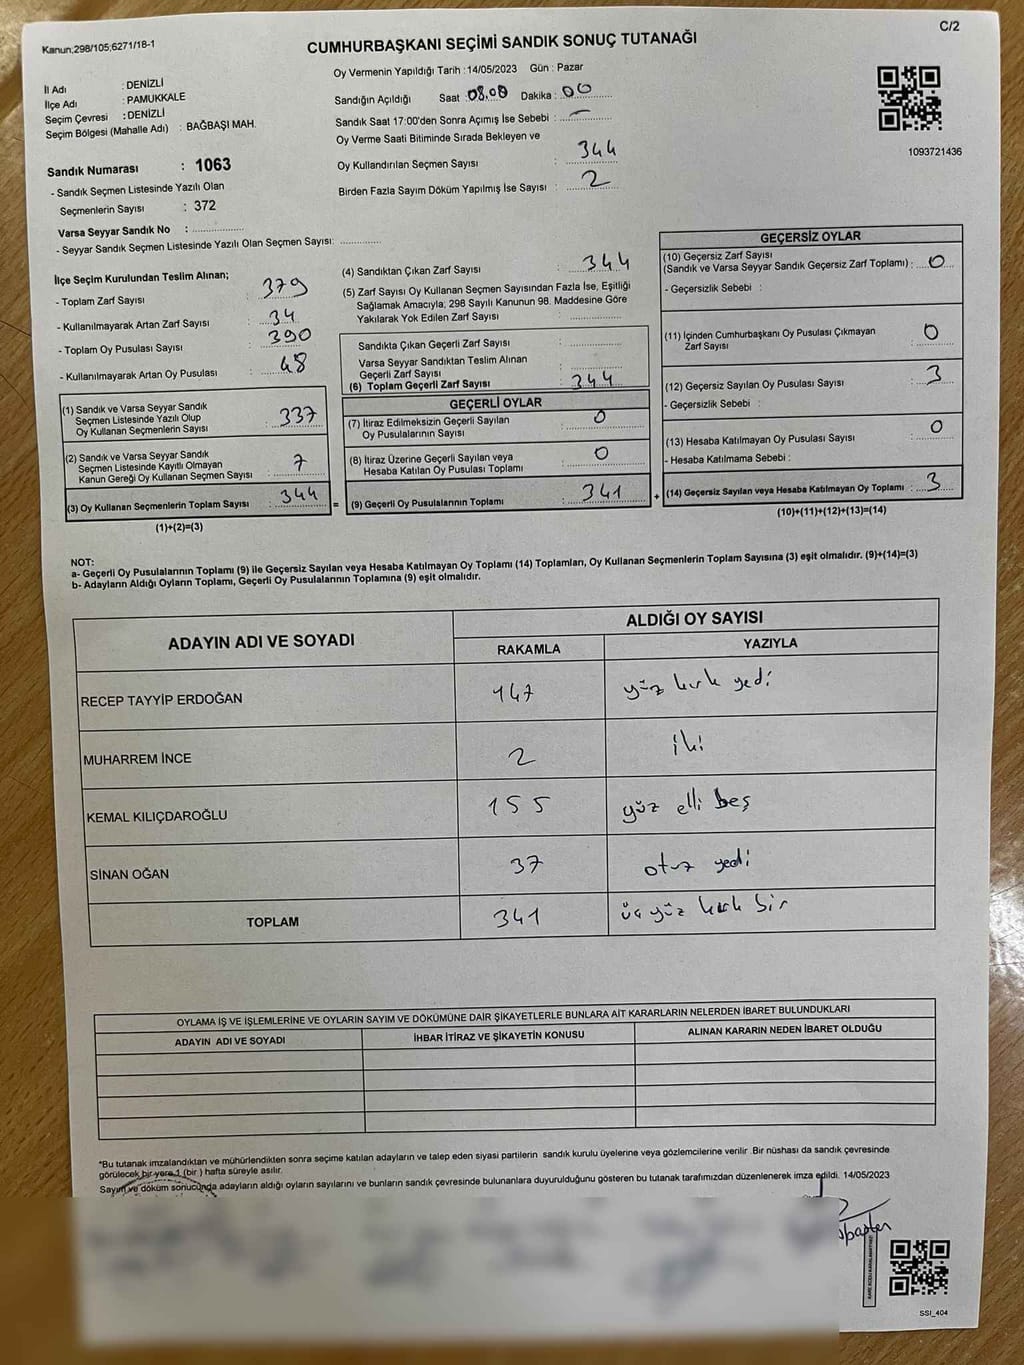 Kanun;298/105;6271/18-1
C/2
CUMHURBAŞKANI SEÇİMİ SANDIK SONUÇ TUTANAĞI
İl Adı : DENİZLİ
İlçe Adı : PAMUKKALE
Seçim Çevresi : DENİZLİ
Seçim Bölgesi (Mahalle Adı) : BAĞBAŞI MAH.
Oy Vermenin Yapıldığı Tarih :14/05/2023 Gün : Pazar
Sandığın Açıldığı Saat :08.00 Dakika : 00
Sandık Saat 17:00'den Sonra Açımış İse Sebebi :
Oy Verme Saati Bitiminde Sırada Bekleyen ve
Oy Kullandırılan Seçmen Sayısı : 344
Birden Fazla Sayım Döküm Yapılmış İse Sayısı : 2
1093721436
Sandık Numarası : 1063
- Sandık Seçmen Listesinde Yazılı Olan
Seçmenlerin Sayısı : 372
Varsa Seyyar Sandık No :
- Seyyar Sandık Seçmen Listesinde Yazılı Olan Seçmen Sayısı:
İlçe Seçim Kurulundan Teslim Alınan;
- Toplam Zarf Sayısı : 379
- Kullanılmayarak Artan Zarf Sayısı : 34
- Toplam Oy Pusulası Sayısı : 390
- Kullanılmayarak Artan Oy Pusulası : 48
(1) Sandık ve Varsa Seyyar Sandık
Seçmen Listesinde Yazılı Olup
Oy Kullanan Seçmenlerin Sayısı : 337
(2) Sandık ve Varsa Seyyar Sandık
Seçmen Listesinde Kayıtlı Olmayan
Kanun Gereği Oy Kullanan Seçmen Sayısı : 7
(3) Oy Kullanan Seçmenlerin Toplam Sayısı : 344
(1)+(2)=(3)
(4) Sandıktan Çıkan Zarf Sayısı : 344
(5) Zarf Sayısı Oy Kullanan Seçmen Sayısından Fazla İse, Eşitliği
Sağlamak Amacıyla; 298 Sayılı Kanunun 98. Maddesine Göre
Yakılarak Yok Edilen Zarf Sayısı :
Sandıkta Çıkan Geçerli Zarf Sayısı :
Varsa Seyyar Sandıktan Teslim Alınan
Geçerli Zarf Sayısı :
(6) Toplam Geçerli Zarf Sayısı : 344
GEÇERLİ OYLAR
(7) İtiraz Edilmeksizin Geçerli Sayılan
Oy Pusulalarının Sayısı : 0
(8) İtiraz Üzerine Geçerli Sayılan veya
Hesaba Katılan Oy Pusulası Toplamı : 0
= (9) Geçerli Oy Pusulalarının Toplamı : 341
GEÇERSİZ OYLAR
(10) Geçersiz Zarf Sayısı
(Sandık ve Varsa Seyyar Sandık Geçersiz Zarf Toplamı) : 0
- Geçersizlik Sebebi :
(11) İçinden Cumhurbaşkanı Oy Pusulası Çıkmayan
Zarf Sayısı : 0
(12) Geçersiz Sayılan Oy Pusulası Sayısı : 3
- Geçersizlik Sebebi :
(13) Hesaba Katılmayan Oy Pusulası Sayısı : 0
- Hesaba Katılmama Sebebi :
+ (14) Geçersiz Sayılan veya Hesaba Katılmayan Oy Toplamı : 3
(10)+(11)+(12)+(13)=(14)
NOT:
a- Geçerli Oy Pusulalarının Toplamı (9) ile Geçersiz Sayılan veya Hesaba Katılmayan Oy Toplamı (14) Toplamları, Oy Kullanan Seçmenlerin Toplam Sayısına (3) eşit olmalıdır. (9)+(14)=(3)
b- Adayların Aldığı Oyların Toplamı, Geçerli Oy Pusulalarının Toplamına (9) eşit olmalıdır.
ADAYIN ADI VE SOYADI ALDIĞI OY SAYISI
RAKAMLA YAZIYLA
RECEP TAYYİP ERDOĞAN 147 yüz kırk yedi
MUHARREM İNCE 2 iki
KEMAL KILIÇDAROĞLU 155 yüz elli beş
SİNAN OĞAN 37 otuz yedi
TOPLAM 341 üç yüz kırk bir
OYLAMA İŞ VE İŞLEMLERİNE VE OYLARIN SAYIM VE DÖKÜMÜNE DAİR ŞİKAYETLERLE BUNLARA AİT KARARLARIN NELERDEN İBARET BULUNDUKLARI
ADAYIN ADI VE SOYADI İHBAR İTİRAZ VE ŞİKAYETİN KONUSU ALINAN KARARIN NEDEN İBARET OLDUĞU
*Bu tutanak imzalandıktan ve mühürlendikten sonra seçime katılan adayların ve talep eden siyasi partilerin sandık kurulu üyelerine veya gözlemcilerine verilir. Bir nüshası da sandık çevresinde
görülecek bir yere 1 (bir ) hafta süreyle asılır.
Sayım ve döküm sonucunda adayların aldığı oyların sayılarını ve bunların sandık çevresinde bulunanlara duyurulduğunu gösteren bu tutanak tarafımızdan düzenlenerek imza edildi. 14/05/2023
SSI_404